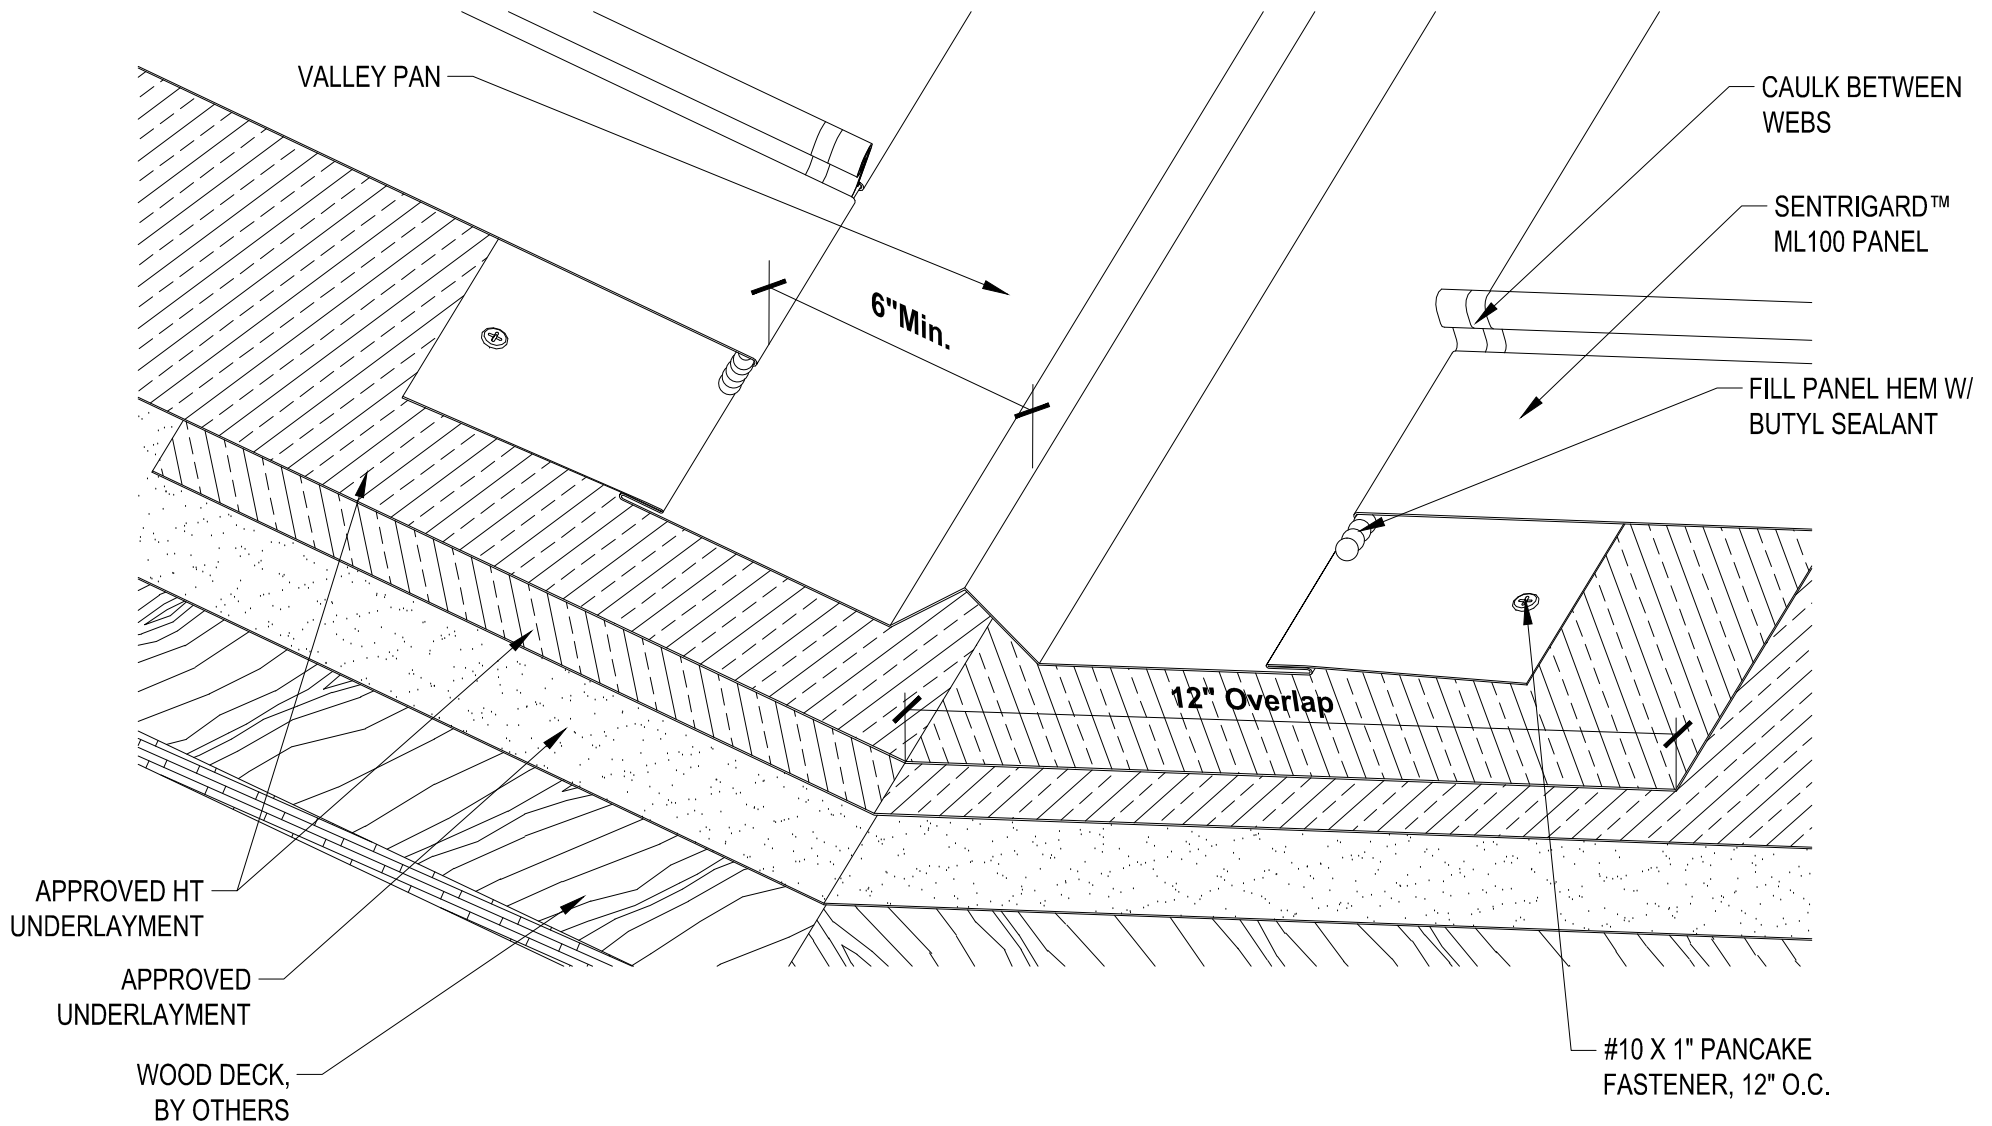 VALLEY PAN
CAULK BETWEEN
WEBS
SENTRIGARD™
ML100 PANEL
6"Min.
FILL PANEL HEM W/
BUTYL SEALANT
12" Overlap
APPROVED HT
UNDERLAYMENT
APPROVED
UNDERLAYMENT
WOOD DECK,
BY OTHERS
#10 X 1" PANCAKE
FASTENER, 12" O.C.